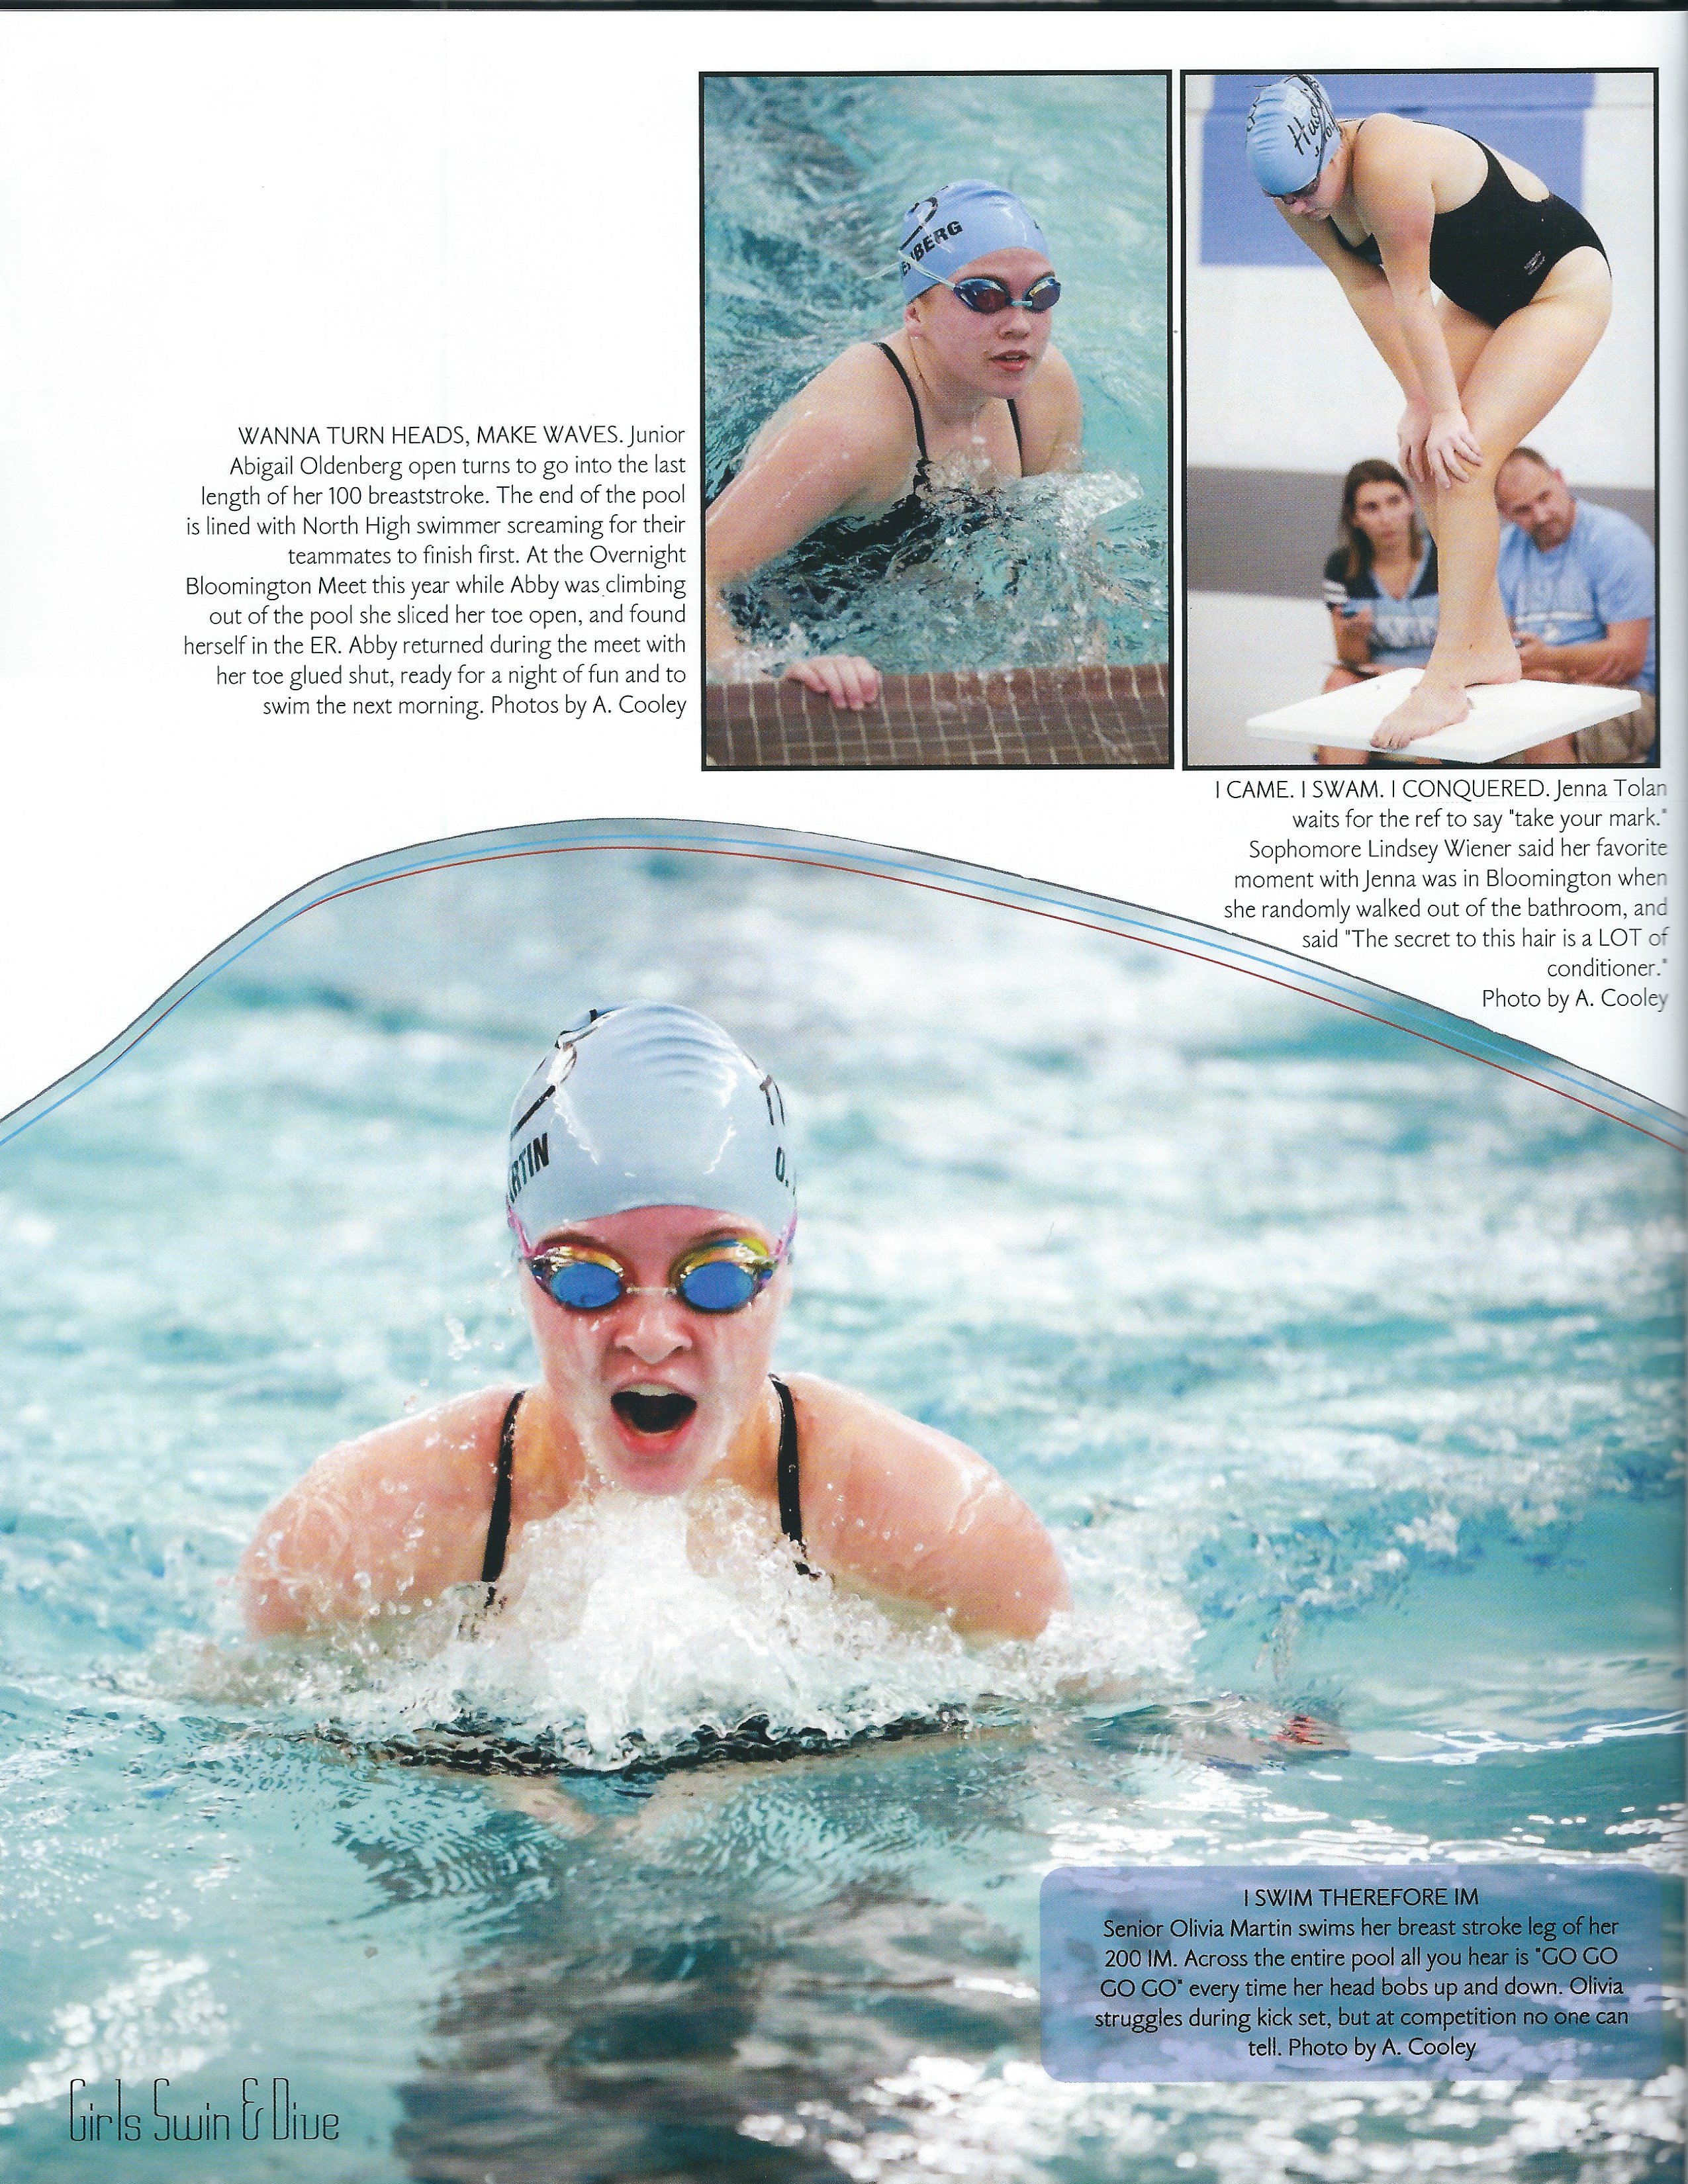 WANNA TURN HEADS, MAKE WAVES. Junior
Abigail Oldenberg open turns to go into the last
length of her 100 breaststroke. The end of the pool
is lined with North High swimmer screaming for their
teammates to finish first. At the Overnight
Bloomington Meet this year while Abby was climbing
out of the pool she sliced her toe open, and found
herself in the ER. Abby returned during the meet with
her toe glued shut, ready for a night of fun and to
swim the next morning. Photos by A. Cooley
I CAME. I SWAM. I CONQUERED. Jenna Tolan
waits for the ref to say "take your mark."
Sophomore Lindsey Wiener said her favorite
moment with Jenna was in Bloomington when
she randomly walked out of the bathroom, and
said "The secret to this hair is a LOT of
conditioner."
Photo by A. Cooley
RTIN
O.
I SWIM THEREFORE IM
Senior Olivia Martin swims her breast stroke leg of her
200 IM. Across the entire pool all you hear is "GO GO
GO GO" every time her head bobs up and down. Olivia
struggles during kick set, but at competition no one can
tell. Photo by A. Cooley
Girls Swin & Dive